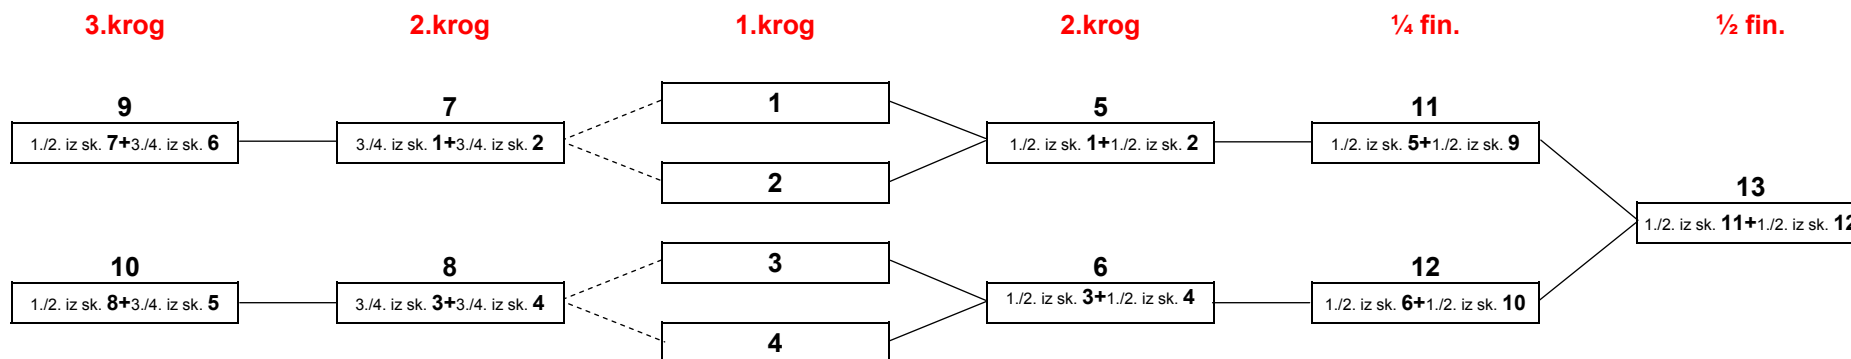 3.krog 2.krog 1.krog 2.krog ¼ fin. ½ fin.
1
9 7 5 11
1./2. iz sk. 7+3./4. iz sk. 6 3./4. iz sk. 1+3./4. iz sk. 2 1./2. iz sk. 1+1./2. iz sk. 2 1./2. iz sk. 5+1./2. iz sk. 9
2
13
1./2. iz sk. 11+1./2. iz sk. 12
3
10 8 6 12
1./2. iz sk. 8+3./4. iz sk. 5 3./4. iz sk. 3+3./4. iz sk. 4 1./2. iz sk. 3+1./2. iz sk. 4 1./2. iz sk. 6+1./2. iz sk. 10
4